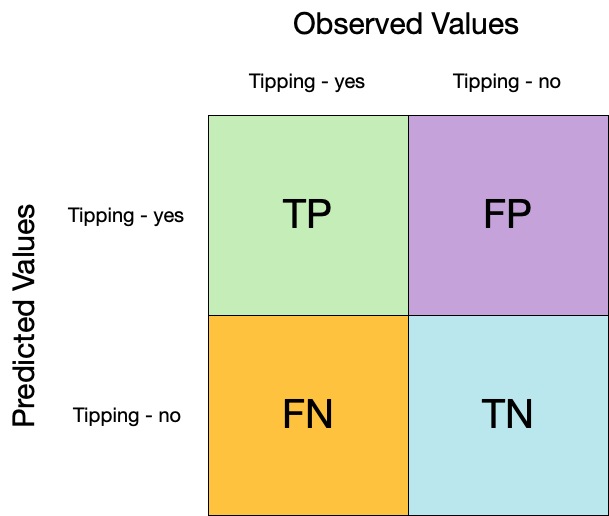 Observed Values
Tipping - yes
Tipping - no
Predicted Values
Tipping - yes
TP
FP
Tipping - no
FN
TN